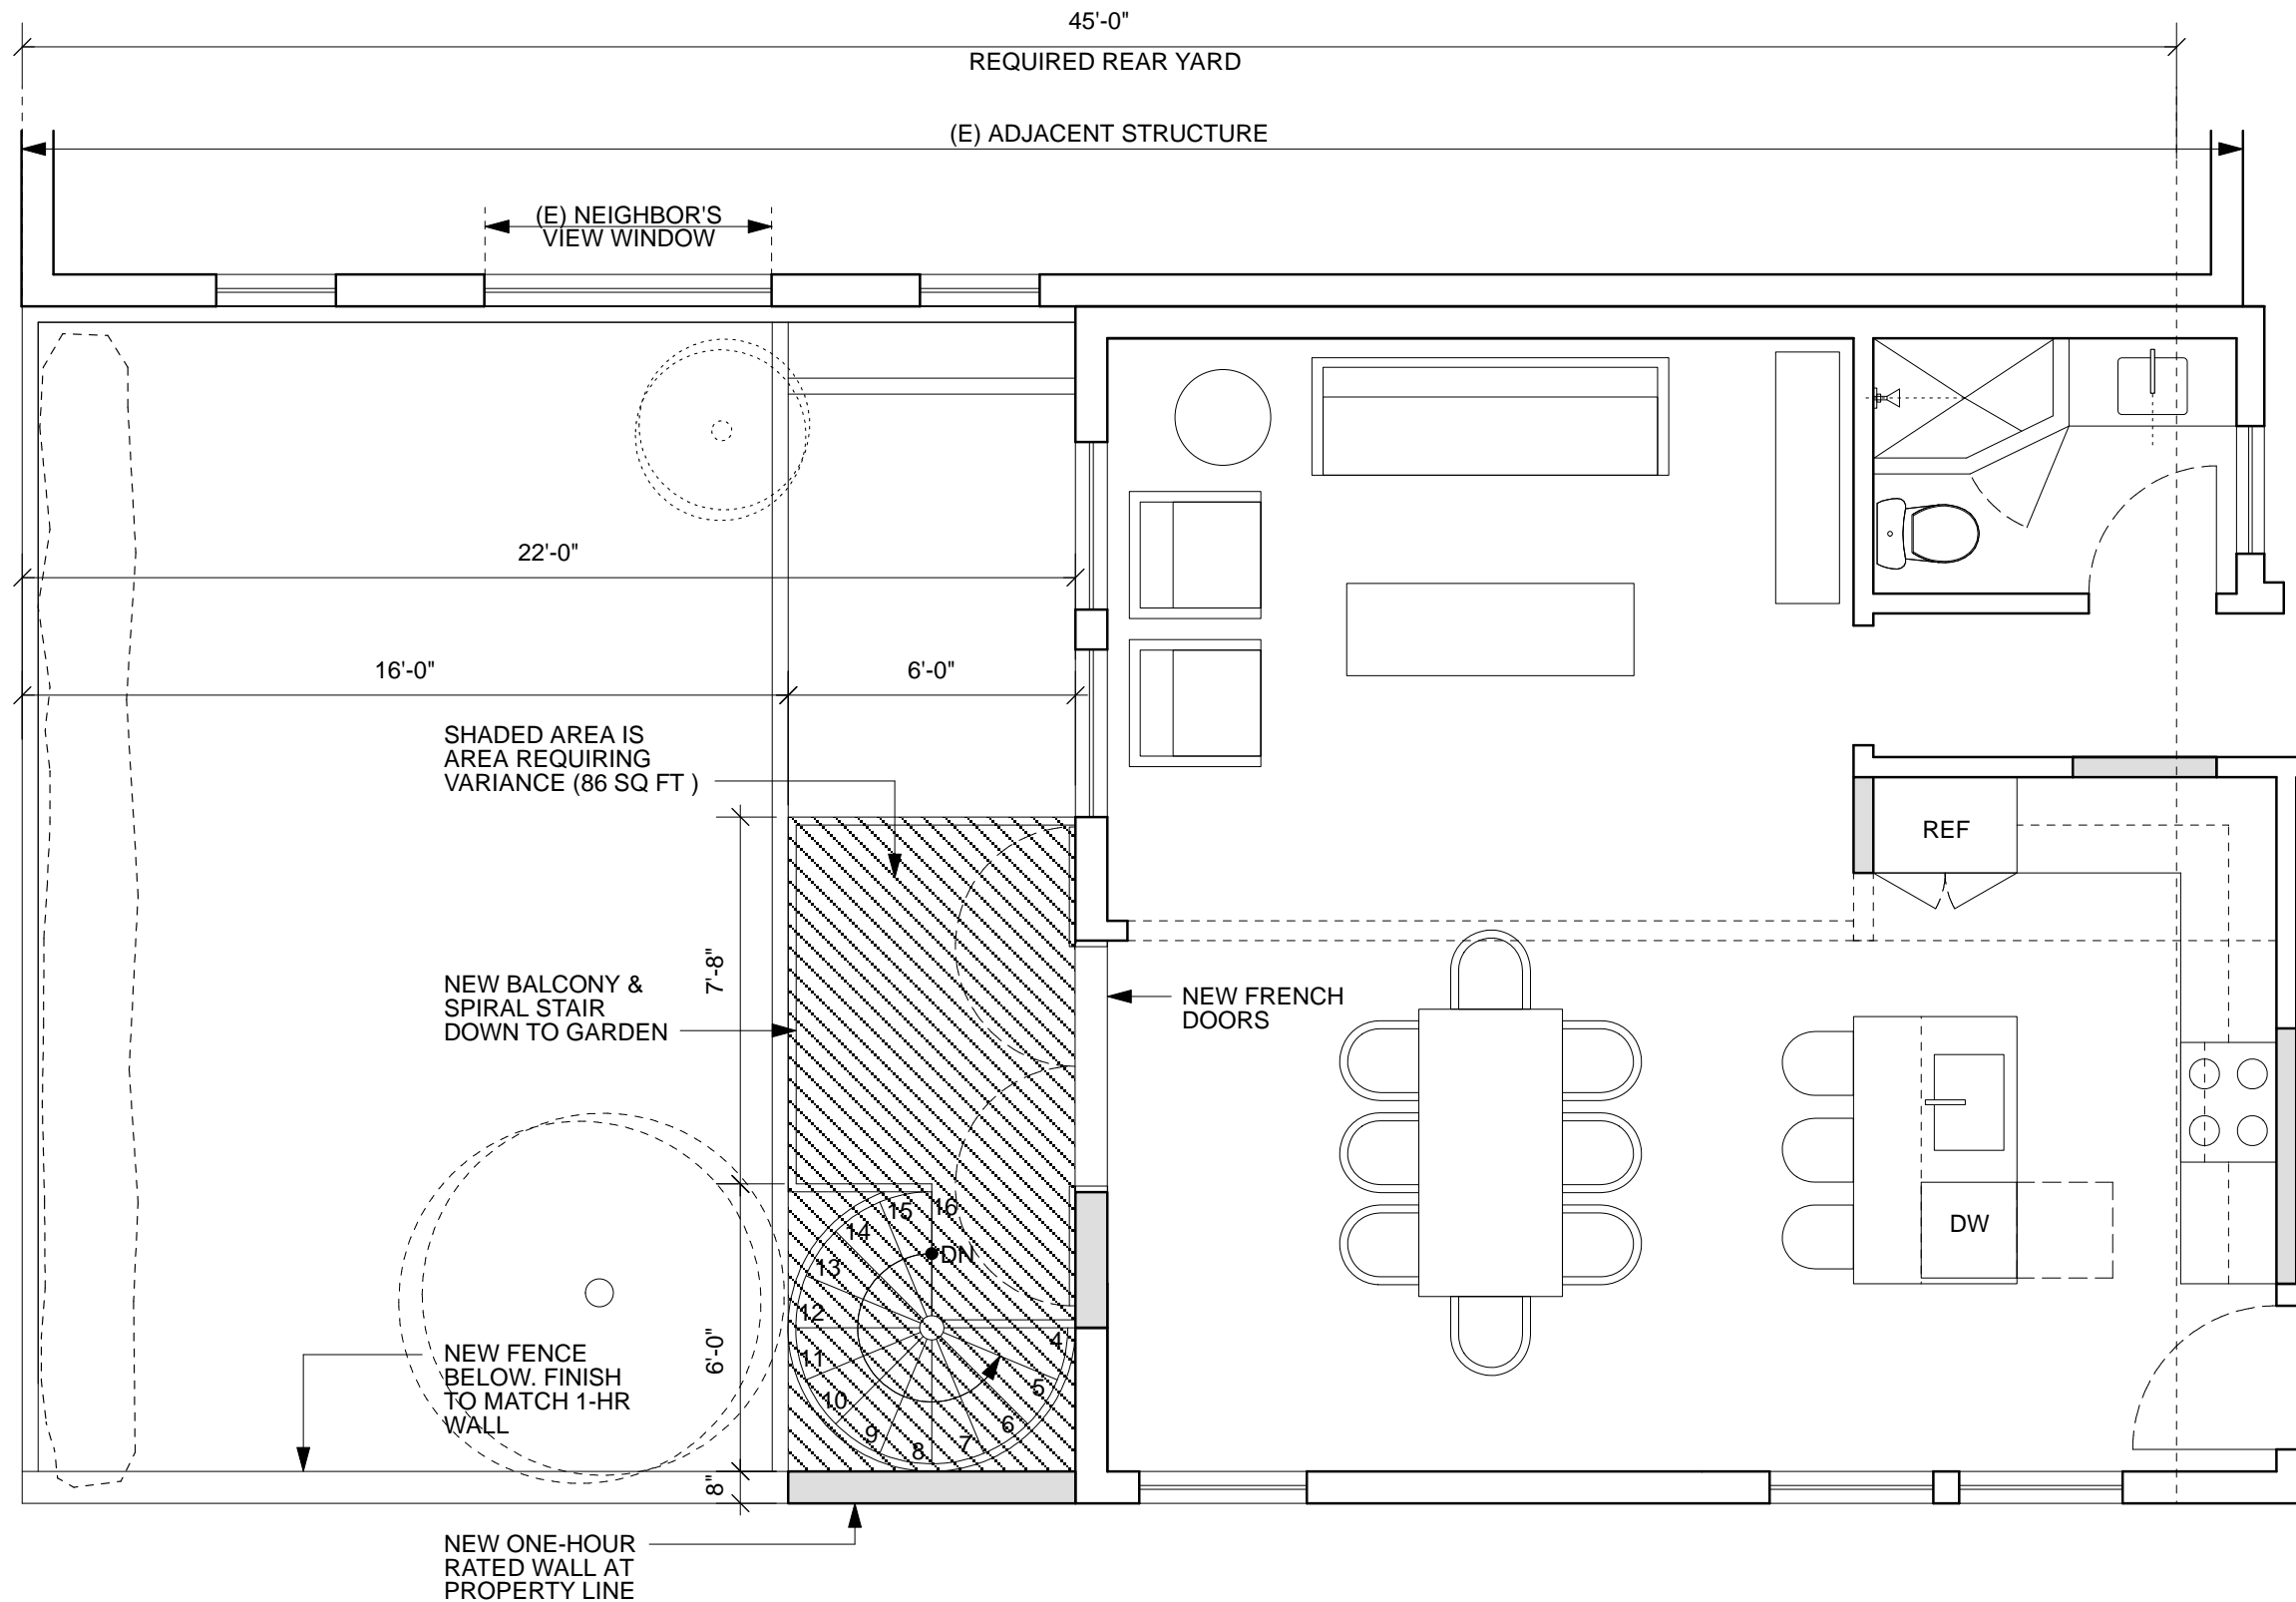 45'-0"
REQUIRED REAR YARD
(E) ADJACENT STRUCTURE
(E) NEIGHBOR'S
VIEW WINDOW
22'-0"
16'-0"
6'-0"
SHADED AREA IS
AREA REQUIRING
VARIANCE (86 SQ FT )
REF
7'-8"
NEW BALCONY &
SPIRAL STAIR
DOWN TO GARDEN
NEW FRENCH
DOORS
DW
16
15
14
13
12
11
10
9
8
7
6
5
4
DN
6'-0"
NEW FENCE
BELOW. FINISH
TO MATCH 1-HR
WALL
8"
NEW ONE-HOUR
RATED WALL AT
PROPERTY LINE